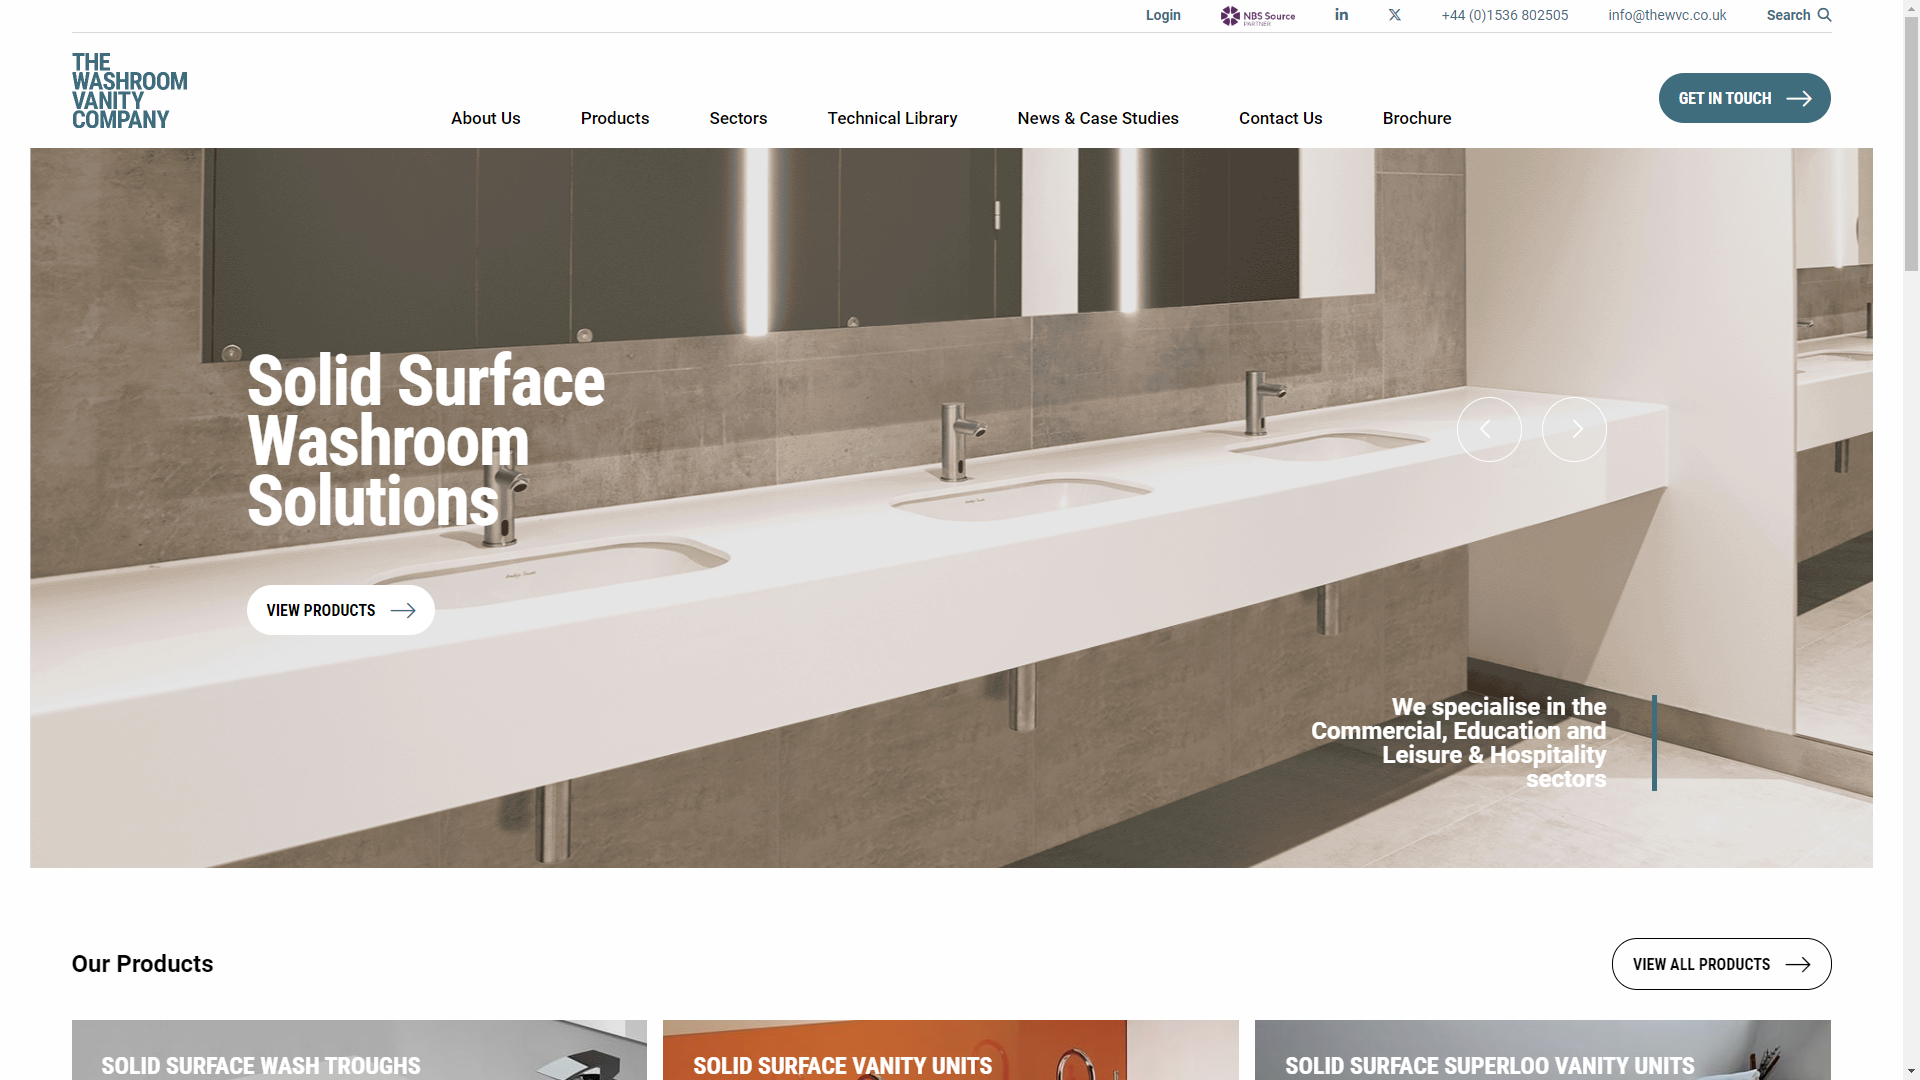 Login
NBS Source
PARTNER
+44 (0)1536 802505
info@thewvc.co.uk
Search
THE
WASHROOM
VANITY
COMPANY
About Us
Products
Sectors
Technical Library
News & Case Studies
Contact Us
Brochure
GET IN TOUCH
Solid Surface
Washroom
Solutions
VIEW PRODUCTS
We specialise in the
Commercial, Education and
Leisure & Hospitality
sectors
Our Products
VIEW ALL PRODUCTS
SOLID SURFACE WASH TROUGHS
SOLID SURFACE VANITY UNITS
SOLID SURFACE SUPERLOO VANITY UNITS